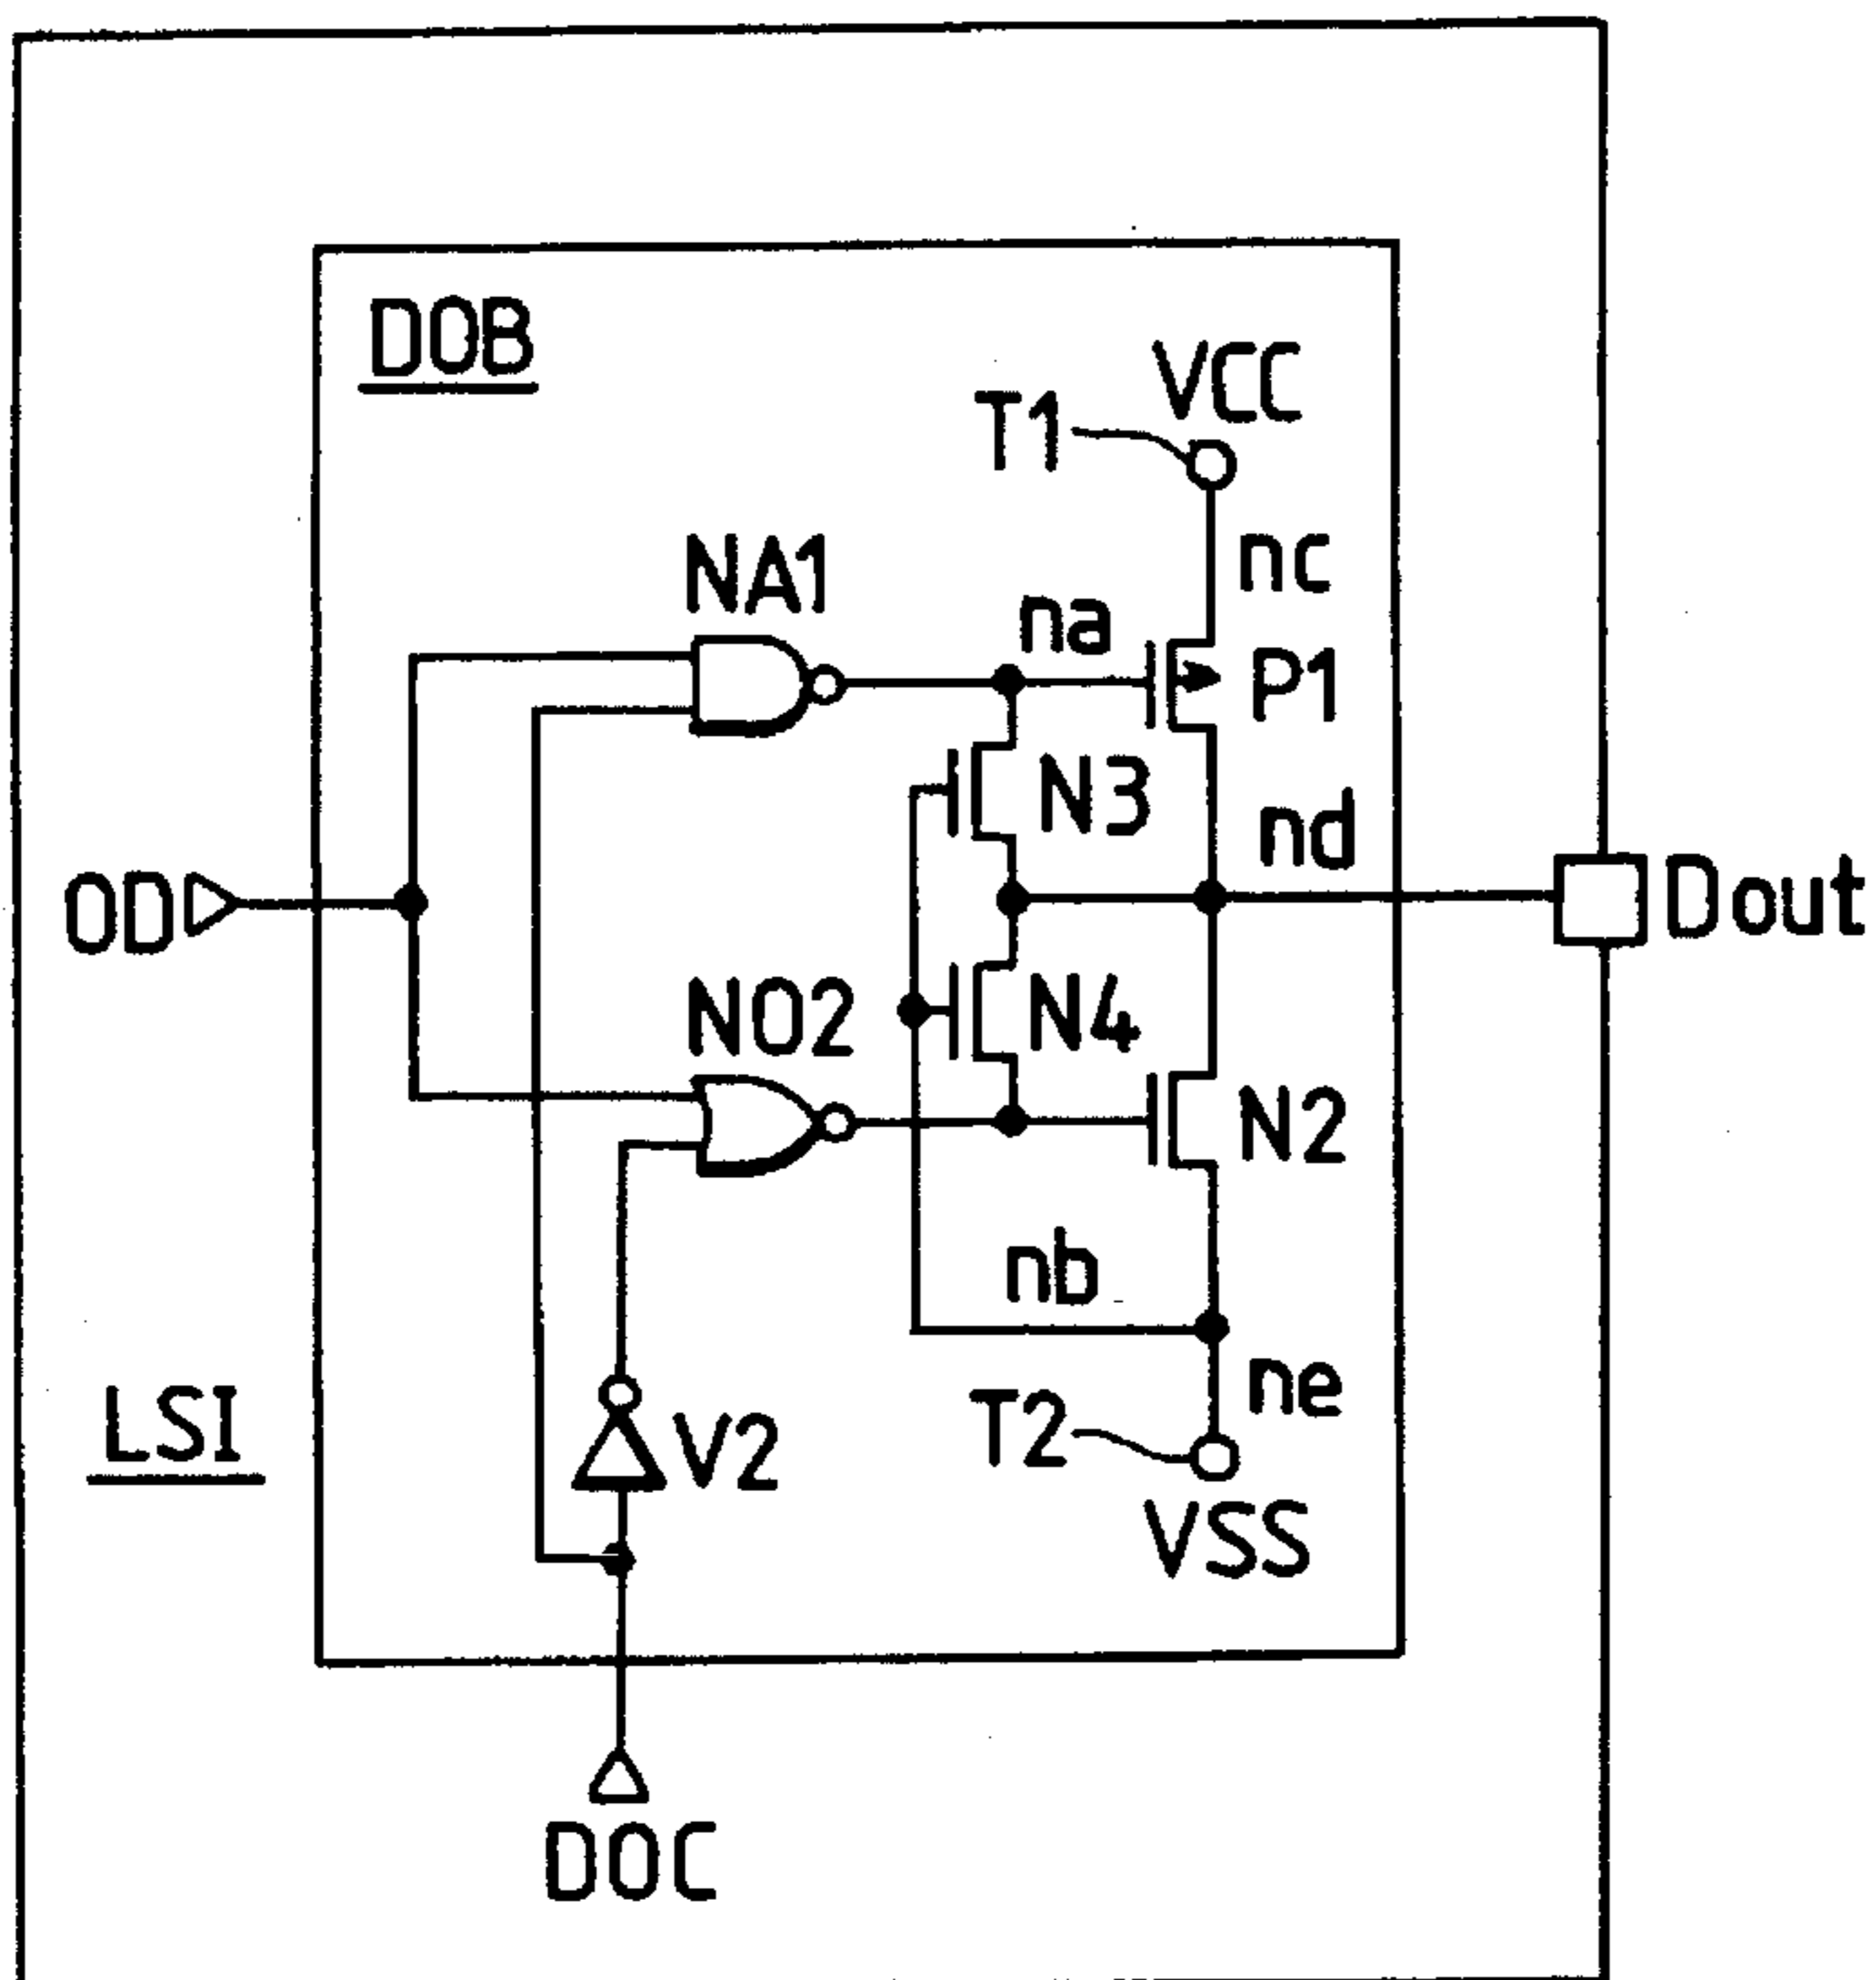 DOB
VCC
T1
nc
NA1
na
P1
N3
nd
OD
Dout
NO2
N4
N2
nb
ne
LSI
V2
T2
VSS
DOC